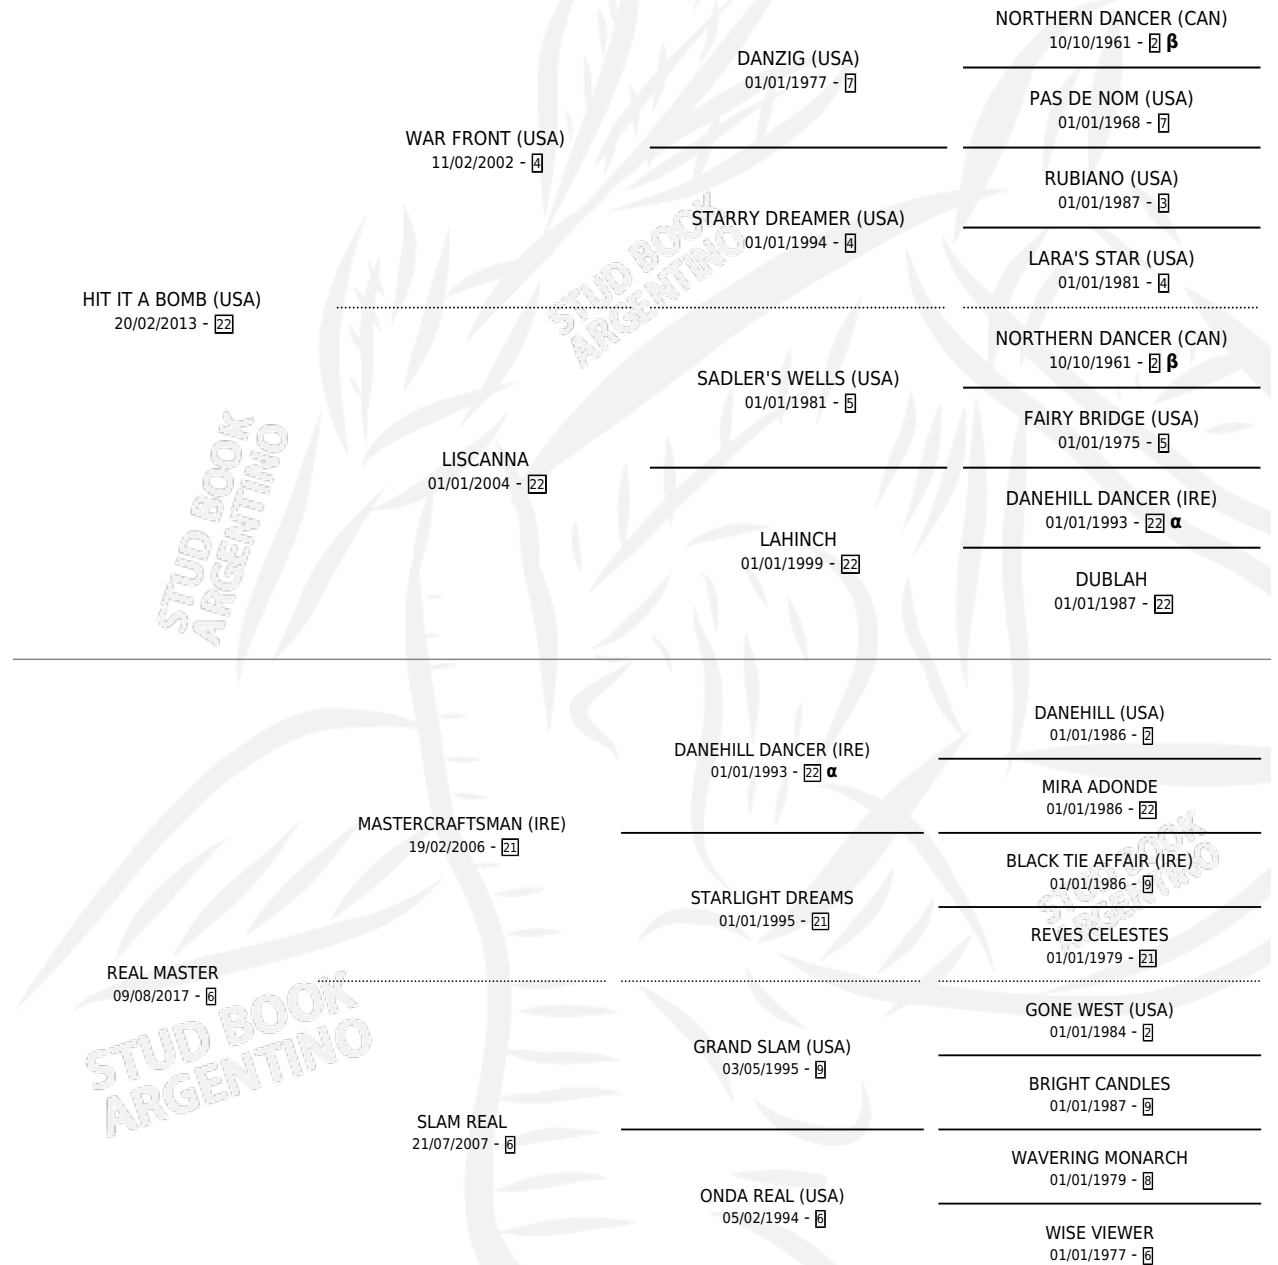 NORTHERN DANCER (CAN)
10/10/1961 - 2 β
DANZIG (USA)
01/01/1977 - 7
PAS DE NOM (USA)
01/01/1968 - 7
WAR FRONT (USA)
11/02/2002 - 4
RUBIANO (USA)
01/01/1987 - 3
STARRY DREAMER (USA)
01/01/1994 - 4
LARA'S STAR (USA)
01/01/1981 - 4
HIT IT A BOMB (USA)
20/02/2013 - 22
NORTHERN DANCER (CAN)
10/10/1961 - 2 β
SADLER'S WELLS (USA)
01/01/1981 - 5
FAIRY BRIDGE (USA)
01/01/1975 - 5
LISCANNA
01/01/2004 - 22
DANEHILL DANCER (IRE)
01/01/1993 - 22 α
LAHINCH
01/01/1999 - 22
DUBLAH
01/01/1987 - 22
DANEHILL (USA)
01/01/1986 - 2
DANEHILL DANCER (IRE)
01/01/1993 - 22 α
MIRA ADONDE
01/01/1986 - 22
MASTERCRAFTSMAN (IRE)
19/02/2006 - 21
BLACK TIE AFFAIR (IRE)
01/01/1986 - 9
STARLIGHT DREAMS
01/01/1995 - 21
REVES CELESTES
01/01/1979 - 21
REAL MASTER
09/08/2017 - 6
GONE WEST (USA)
01/01/1984 - 2
GRAND SLAM (USA)
03/05/1995 - 9
BRIGHT CANDLES
01/01/1987 - 9
SLAM REAL
21/07/2007 - 6
WAVERING MONARCH
01/01/1979 - 8
ONDA REAL (USA)
05/02/1994 - 6
WISE VIEWER
01/01/1977 - 6
STUD BOOK
ARGENTINO
STUD BOOK
ARGENTINO
STUD BOOK
ARGENTINO
STUD BOOK
ARGENTINO